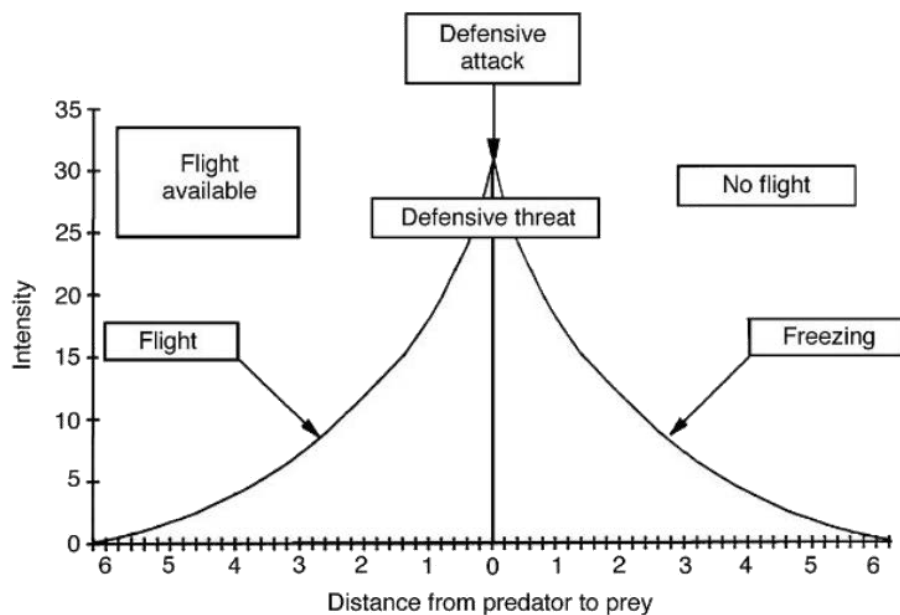 Defensive
attack
35
30
25
20
15
10
5
0
Intensity
Flight
available
No flight
Defensive threat
Flight
Freezing
6 5 4 3 2 1 0 1 2 3 4 5 6
Distance from predator to prey